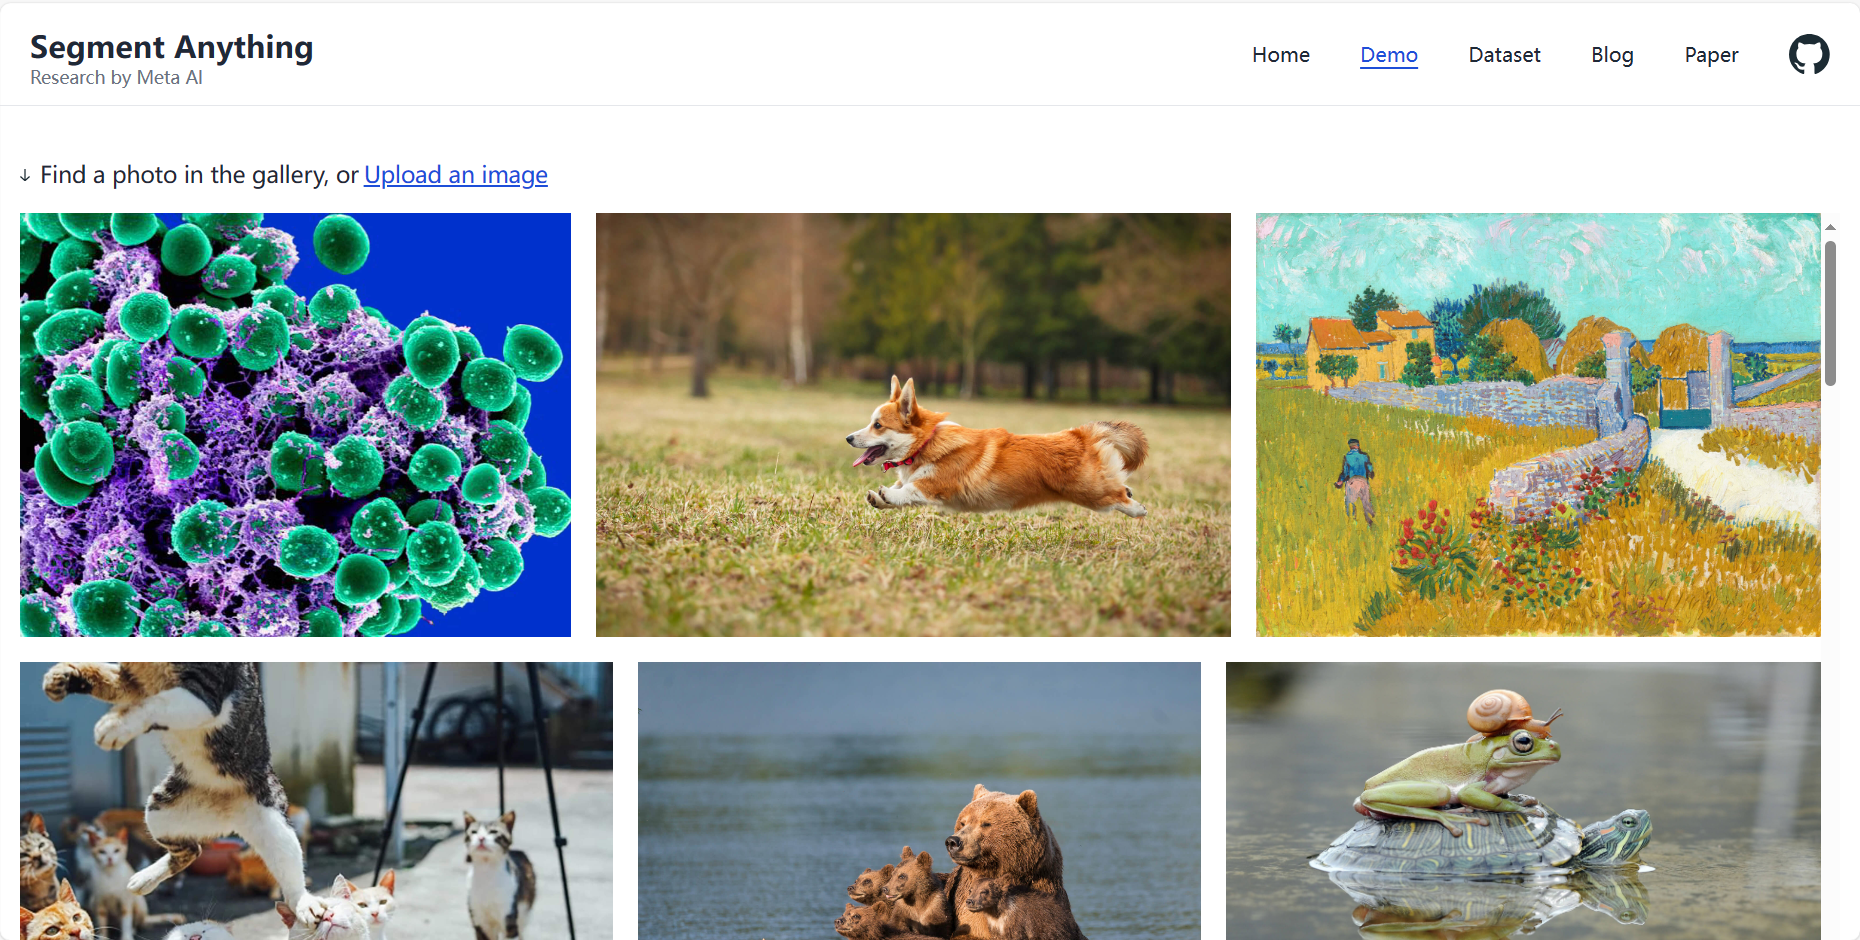 Segment Anything
Research by Meta AI
Home Demo Dataset Blog Paper
↓ Find a photo in the gallery, or Upload an image